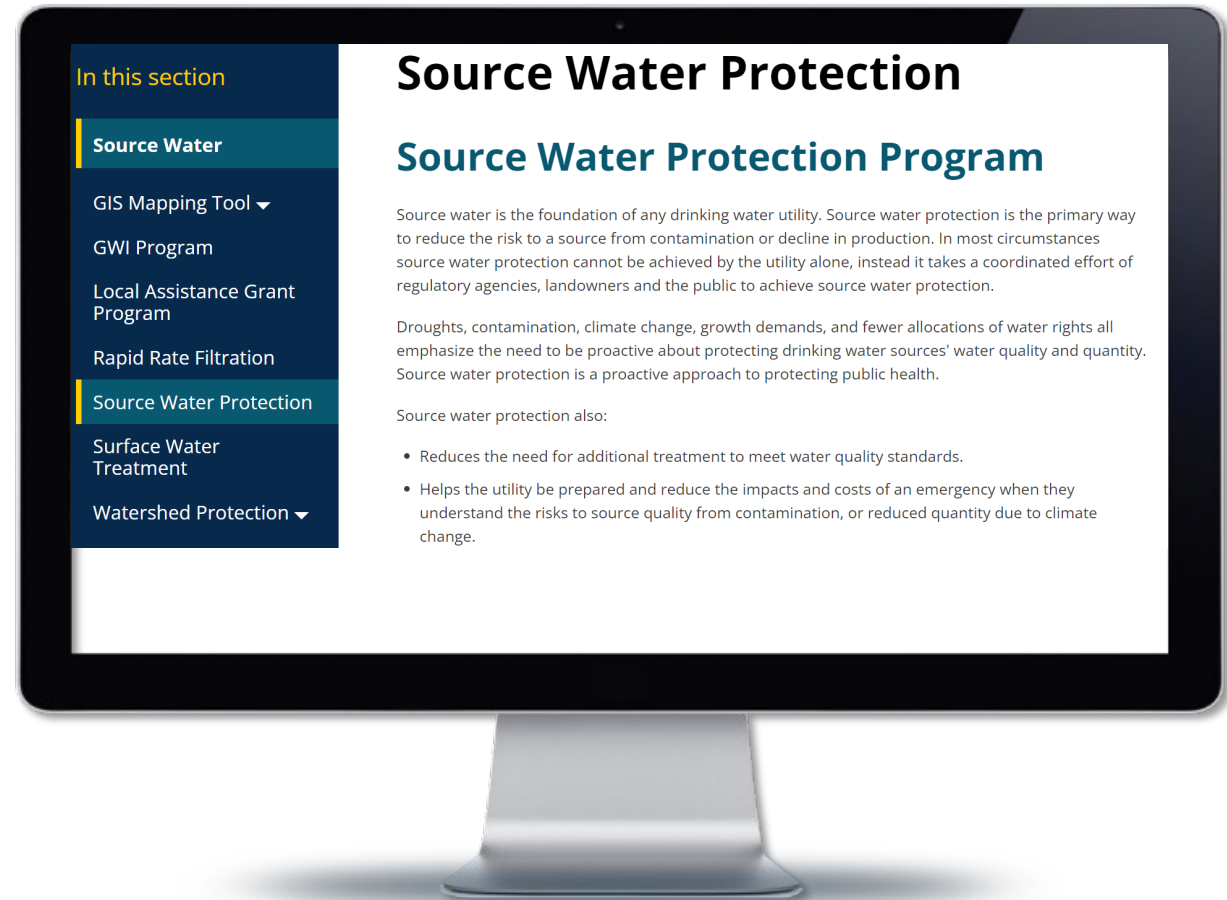 In this section
Source Water
GIS Mapping Tool
GWI Program
Local Assistance Grant
Program
Rapid Rate Filtration
Source Water Protection
Surface Water
Treatment
Watershed Protection
Source Water Protection
Source Water Protection Program
Source water is the foundation of any drinking water utility. Source water protection is the primary way
to reduce the risk to a source from contamination or decline in production. In most circumstances
source water protection cannot be achieved by the utility alone, instead it takes a coordinated effort of
regulatory agencies, landowners and the public to achieve source water protection.
Droughts, contamination, climate change, growth demands, and fewer allocations of water rights all
emphasize the need to be proactive about protecting drinking water sources' water quality and quantity.
Source water protection is a proactive approach to protecting public health.
Source water protection also:
• Reduces the need for additional treatment to meet water quality standards.
• Helps the utility be prepared and reduce the impacts and costs of an emergency when they
understand the risks to source quality from contamination, or reduced quantity due to climate
change.